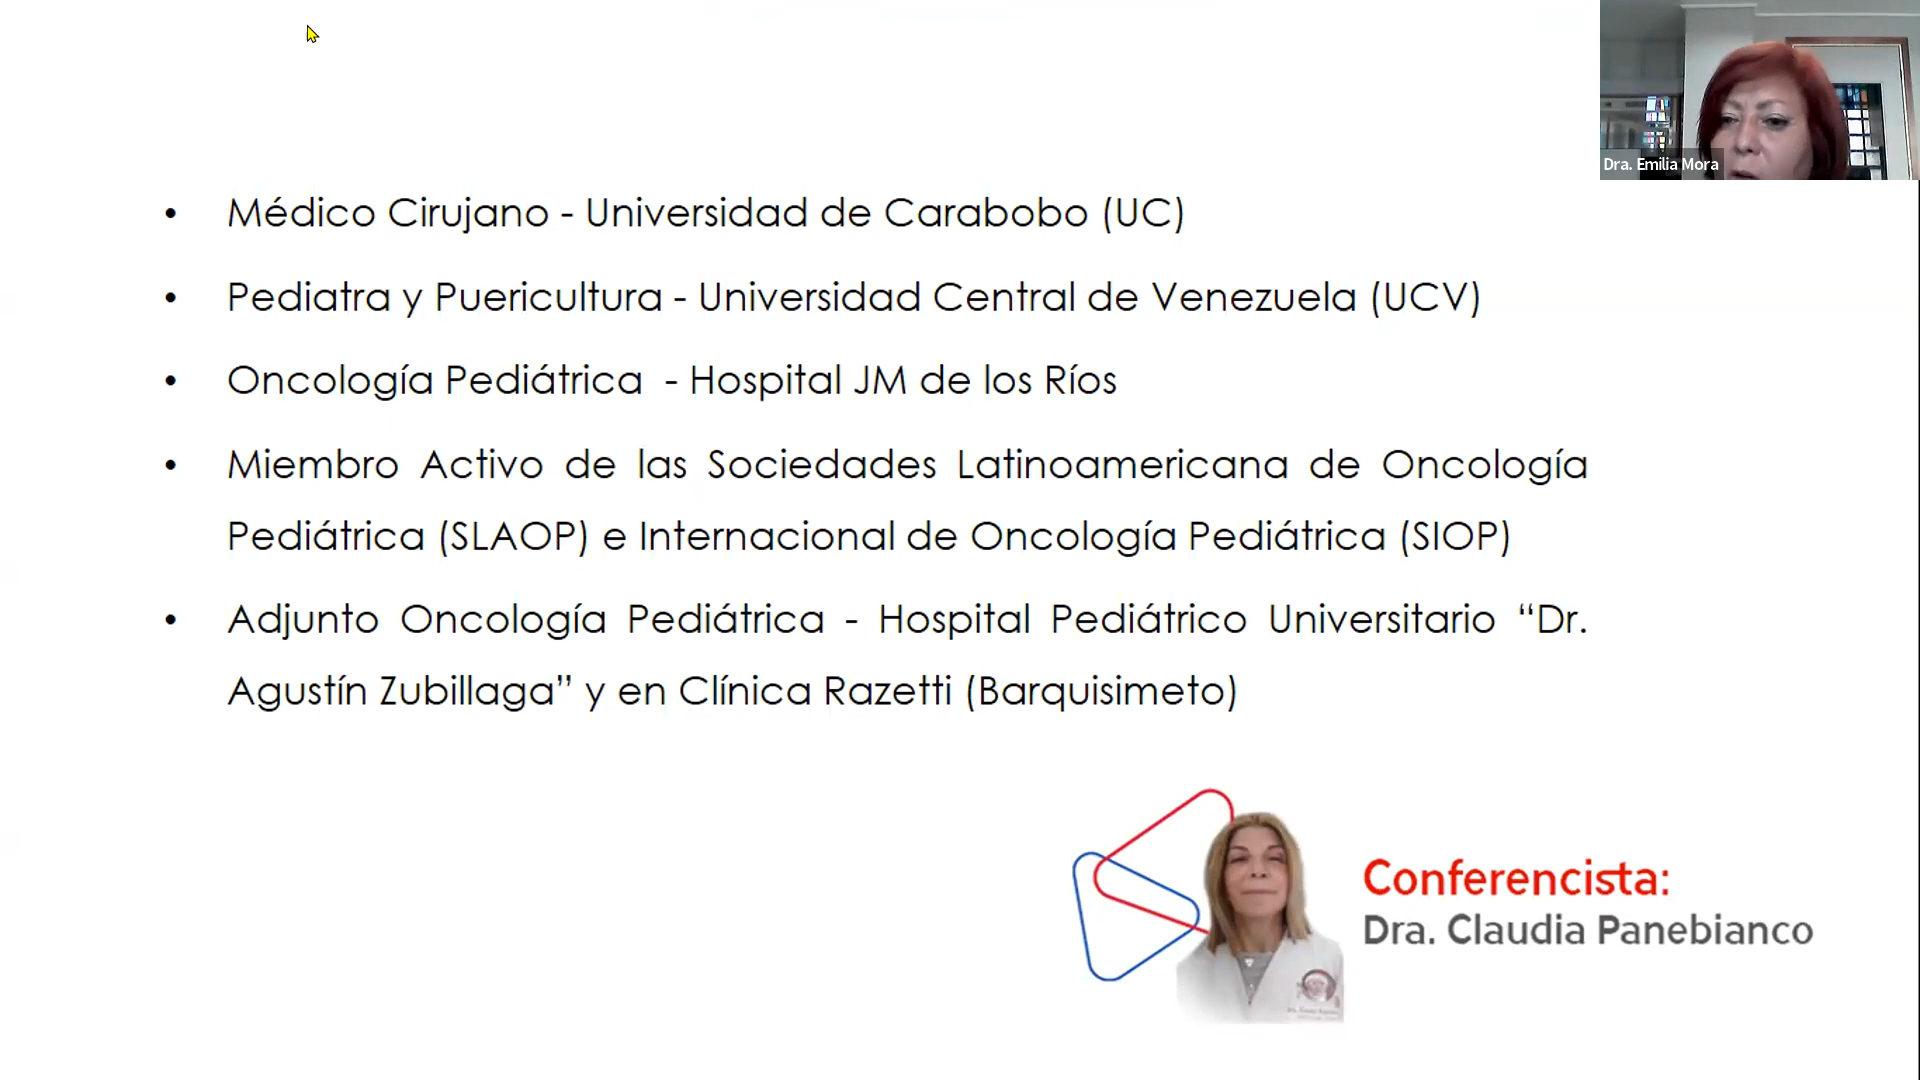 Dra. Emilia Mora
• Médico Cirujano - Universidad de Carabobo (UC)
• Pediatra y Puericultura - Universidad Central de Venezuela (UCV)
• Oncología Pediátrica - Hospital JM de los Ríos
• Miembro Activo de las Sociedades Latinoamericana de Oncología
Pediátrica (SLAOP) e Internacional de Oncología Pediátrica (SIOP)
• Adjunto Oncología Pediátrica - Hospital Pediátrico Universitario “Dr.
Agustín Zubillaga” y en Clínica Razetti (Barquisimeto)
Conferencista:
Dra. Claudia Panebianco